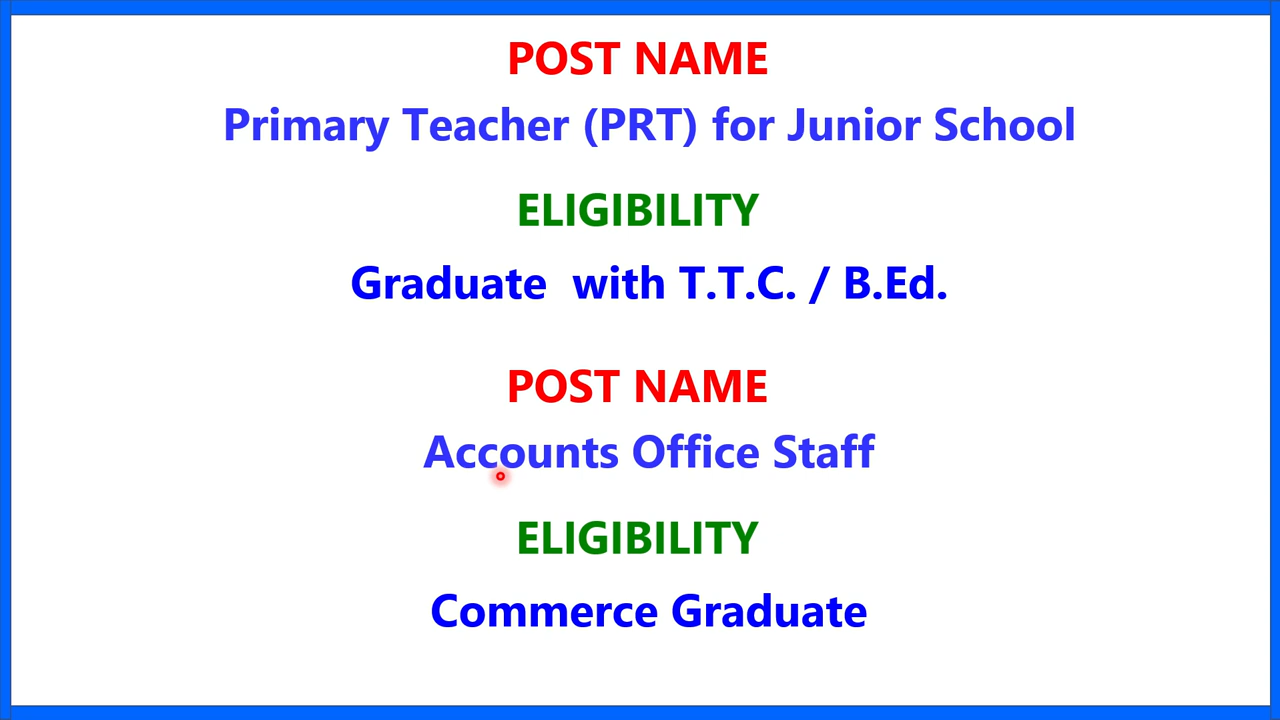 POST NAME
Primary Teacher (PRT) for Junior School
ELIGIBILITY
Graduate with T.T.C. / B.Ed.
POST NAME
Accounts Office Staff
ELIGIBILITY
Commerce Graduate